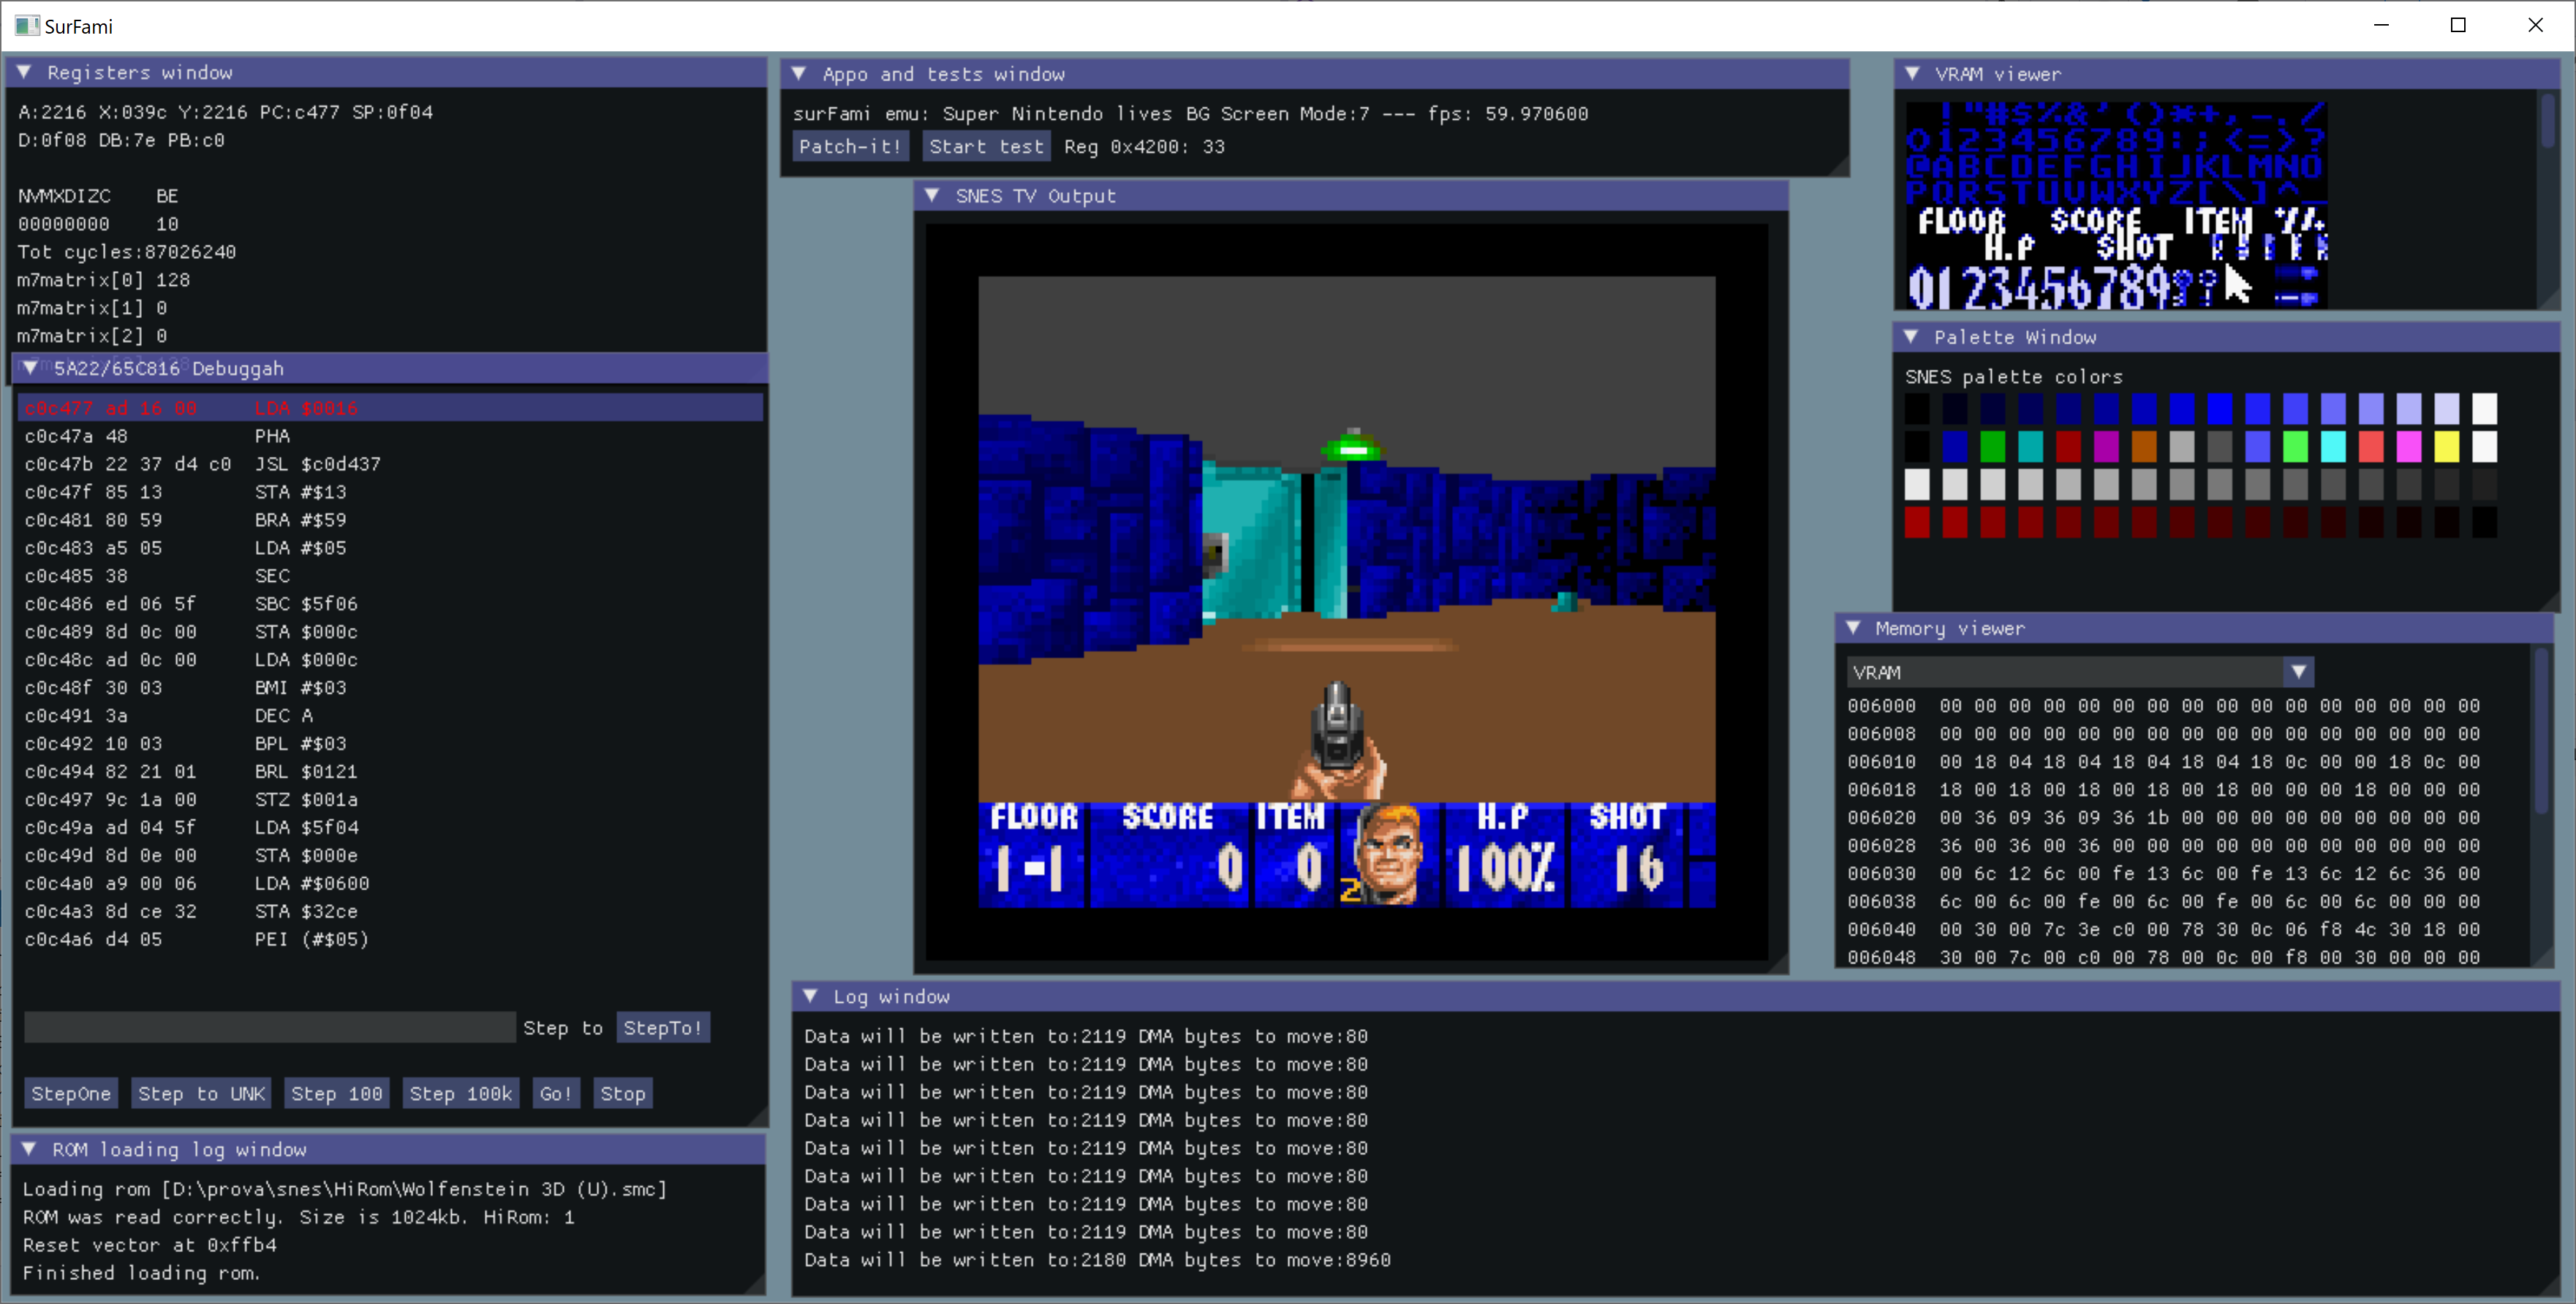 SurFami
Registers window
A:2216 X:039c Y:2216 PC:c477 SP:0f04
D:0f08 DB:7e PB:c0
NVMXDIZC BE
00000000 10
Tot cycles:87026240
m7matrix[0] 128
m7matrix[1] 0
m7matrix[2] 0
5A22/65C816 Debuggah
c0c477 ad 16 00 LDA $0016
c0c47a 48 PHA
c0c47b 22 37 d4 c0 JSL $c0d437
c0c47f 85 13 STA #$13
c0c481 80 59 BRA #$59
c0c483 a5 05 LDA #$05
c0c485 38 SEC
c0c486 ed 06 5f SBC $5f06
c0c489 8d 0c 00 STA $000c
c0c48c ad 0c 00 LDA $000c
c0c48f 30 03 BMI #$03
c0c491 3a DEC A
c0c492 10 03 BPL #$03
c0c494 82 21 01 BRL $0121
c0c497 9c 1a 00 STZ $001a
c0c49a ad 04 5f LDA $5f04
c0c49d 8d 0e 00 STA $000e
c0c4a0 a9 00 06 LDA #$0600
c0c4a3 8d ce 32 STA $32ce
c0c4a6 d4 05 PEI (#$05)
Step to StepTo!
StepOne Step to UNK Step 100 Step 100k Go! Stop
ROM loading log window
Loading rom [D:\prova\snes\HiRom\Wolfenstein 3D (U).smc]
ROM was read correctly. Size is 1024kb. HiRom: 1
Reset vector at 0xffb4
Finished loading rom.
Appo and tests window
surFami emu: Super Nintendo lives BG Screen Mode:7 --- fps: 59.970600
Patch-it! Start test Reg 0x4200: 33
SNES TV Output
FLOOR SCORE ITEM H.P SHOT
1-1 0 0 2 100% 16
VRAM viewer
!"#$%&'()*+,-./
0123456789:;<=>?
@ABCDEFGHIJKLMNO
PQRSTUVWXYZ[\]^_
FLOOR SCORE ITEM
H.P SHOT
0123456789
Palette Window
SNES palette colors
Memory viewer
VRAM
006000 00 00 00 00 00 00 00 00 00 00 00 00 00 00 00 00
006008 00 00 00 00 00 00 00 00 00 00 00 00 00 00 00 00
006010 00 18 04 18 04 18 04 18 04 18 0c 00 00 18 0c 00
006018 18 00 18 00 18 00 18 00 18 00 00 00 18 00 00 00
006020 00 36 09 36 09 36 1b 00 00 00 00 00 00 00 00 00
006028 36 00 36 00 36 00 00 00 00 00 00 00 00 00 00 00
006030 00 6c 12 6c 00 fe 13 6c 00 fe 13 6c 12 6c 36 00
006038 6c 00 6c 00 fe 00 6c 00 fe 00 6c 00 6c 00 00 00
006040 00 30 00 7c 3e c0 00 78 30 0c 06 f8 4c 30 18 00
006048 30 00 7c 00 c0 00 78 00 0c 00 f8 00 30 00 00 00
Log window
Data will be written to:2119 DMA bytes to move:80
Data will be written to:2119 DMA bytes to move:80
Data will be written to:2119 DMA bytes to move:80
Data will be written to:2119 DMA bytes to move:80
Data will be written to:2119 DMA bytes to move:80
Data will be written to:2119 DMA bytes to move:80
Data will be written to:2119 DMA bytes to move:80
Data will be written to:2119 DMA bytes to move:80
Data will be written to:2180 DMA bytes to move:8960